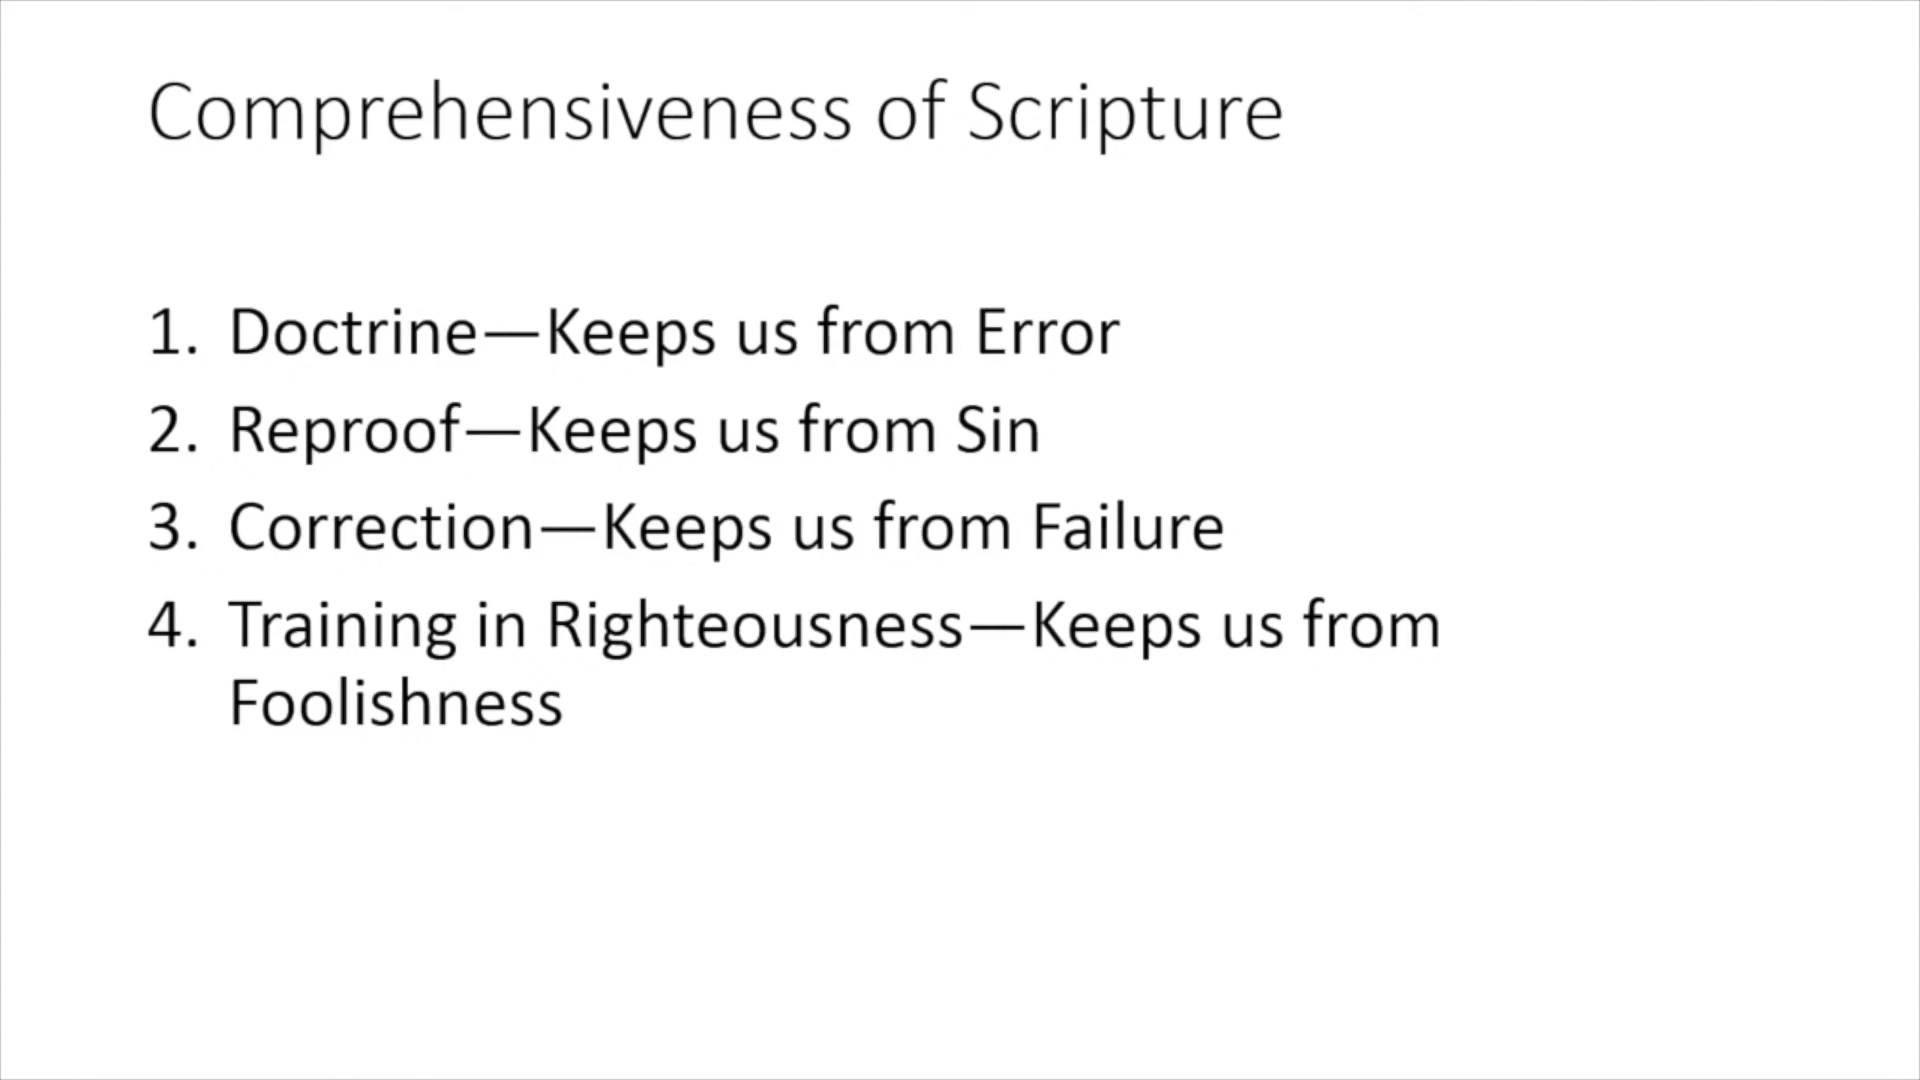 Comprehensiveness of Scripture
1. Doctrine—Keeps us from Error
2. Reproof—Keeps us from Sin
3. Correction—Keeps us from Failure
4. Training in Righteousness—Keeps us from
Foolishness